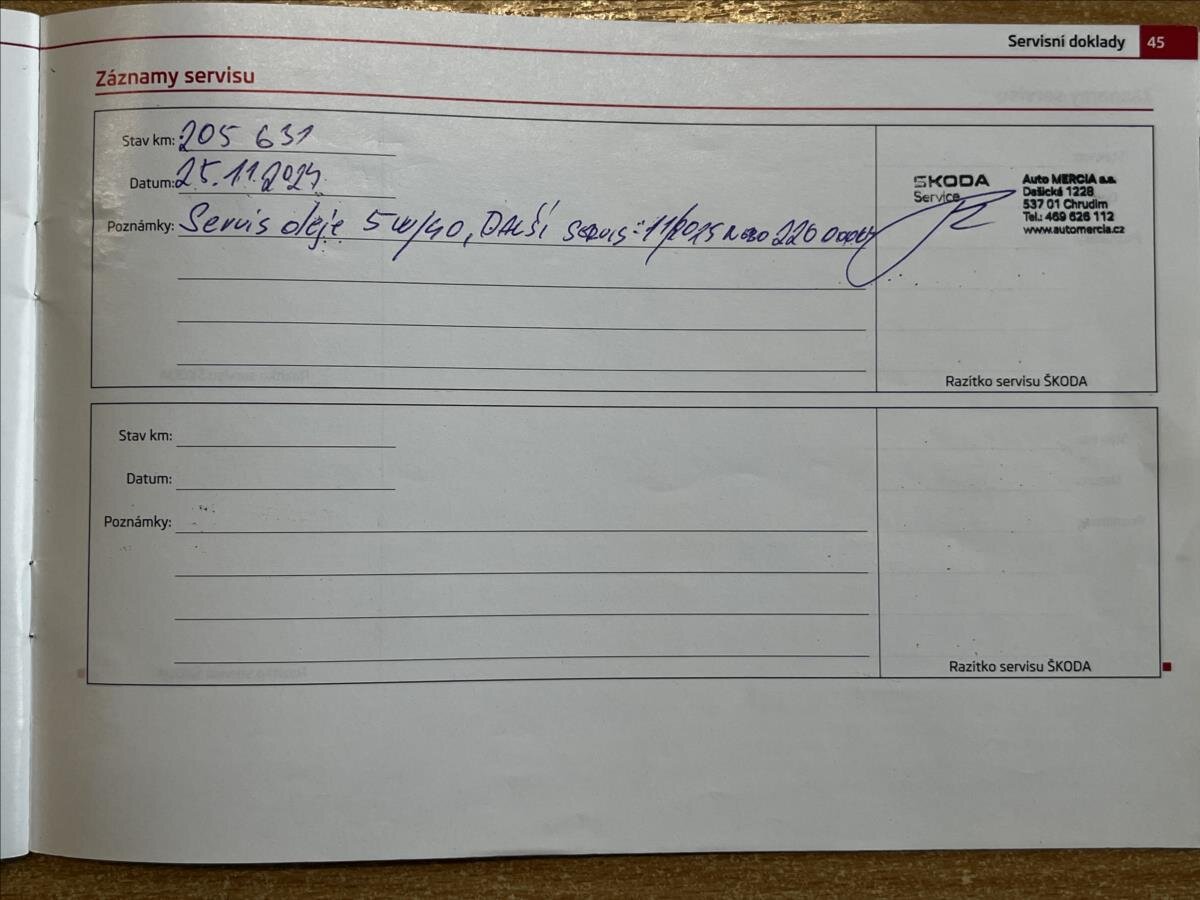 Servisní doklady 45
Záznamy servisu
Stav km: 205 631
Datum: 25.11.2024
Poznámky: Servis oleje 5W/40, DALŠÍ servis: 11/2025 Nebo 220 000km
ŠKODA
Service
Auto MERCIA a.s.
Dašická 1228
537 01 Chrudim
Tel.: 469 626 112
www.automercia.cz
Razítko servisu ŠKODA
Stav km:
Datum:
Poznámky:
Razítko servisu ŠKODA